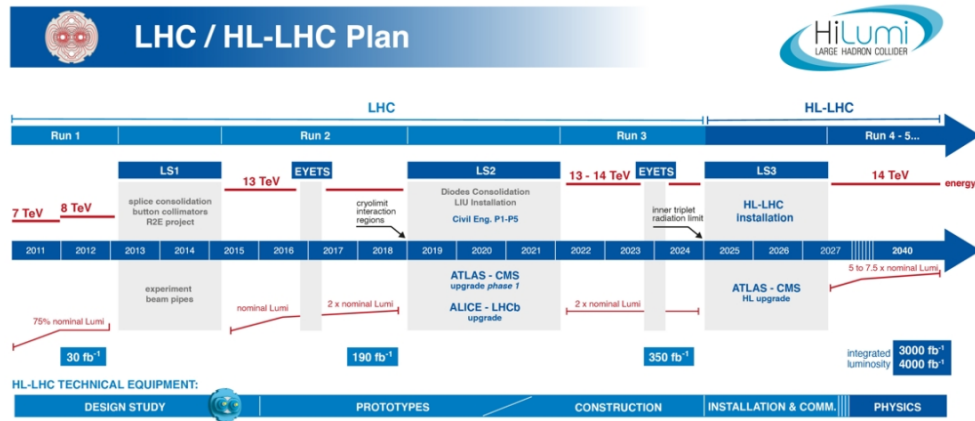 LHC / HL-LHC Plan
HiLumi
LARGE HADRON COLLIDER
LHC
HL-LHC
Run 1
Run 2
Run 3
Run 4 - 5...
LS1
EYETS
LS2
EYETS
LS3
13 TeV
13 - 14 TeV
14 TeV
energy
7 TeV
8 TeV
splice consolidation
button collimators
R2E project
cryolimit
interaction
regions
Diodes Consolidation
LIU Installation
Civil Eng. P1-P5
inner triplet
radiation limit
HL-LHC
installation
2011
2012
2013
2014
2015
2016
2017
2018
2019
2020
2021
2022
2023
2024
2025
2026
2027
2040
75% nominal Lumi
experiment
beam pipes
nominal Lumi
2 x nominal Lumi
ATLAS - CMS
upgrade phase 1
ALICE - LHCb
upgrade
2 x nominal Lumi
ATLAS - CMS
HL upgrade
5 to 7.5 x nominal Lumi
30 fb⁻¹
190 fb⁻¹
350 fb⁻¹
integrated
luminosity
3000 fb⁻¹
4000 fb⁻¹
HL-LHC TECHNICAL EQUIPMENT:
DESIGN STUDY
PROTOTYPES
CONSTRUCTION
INSTALLATION & COMM.
PHYSICS